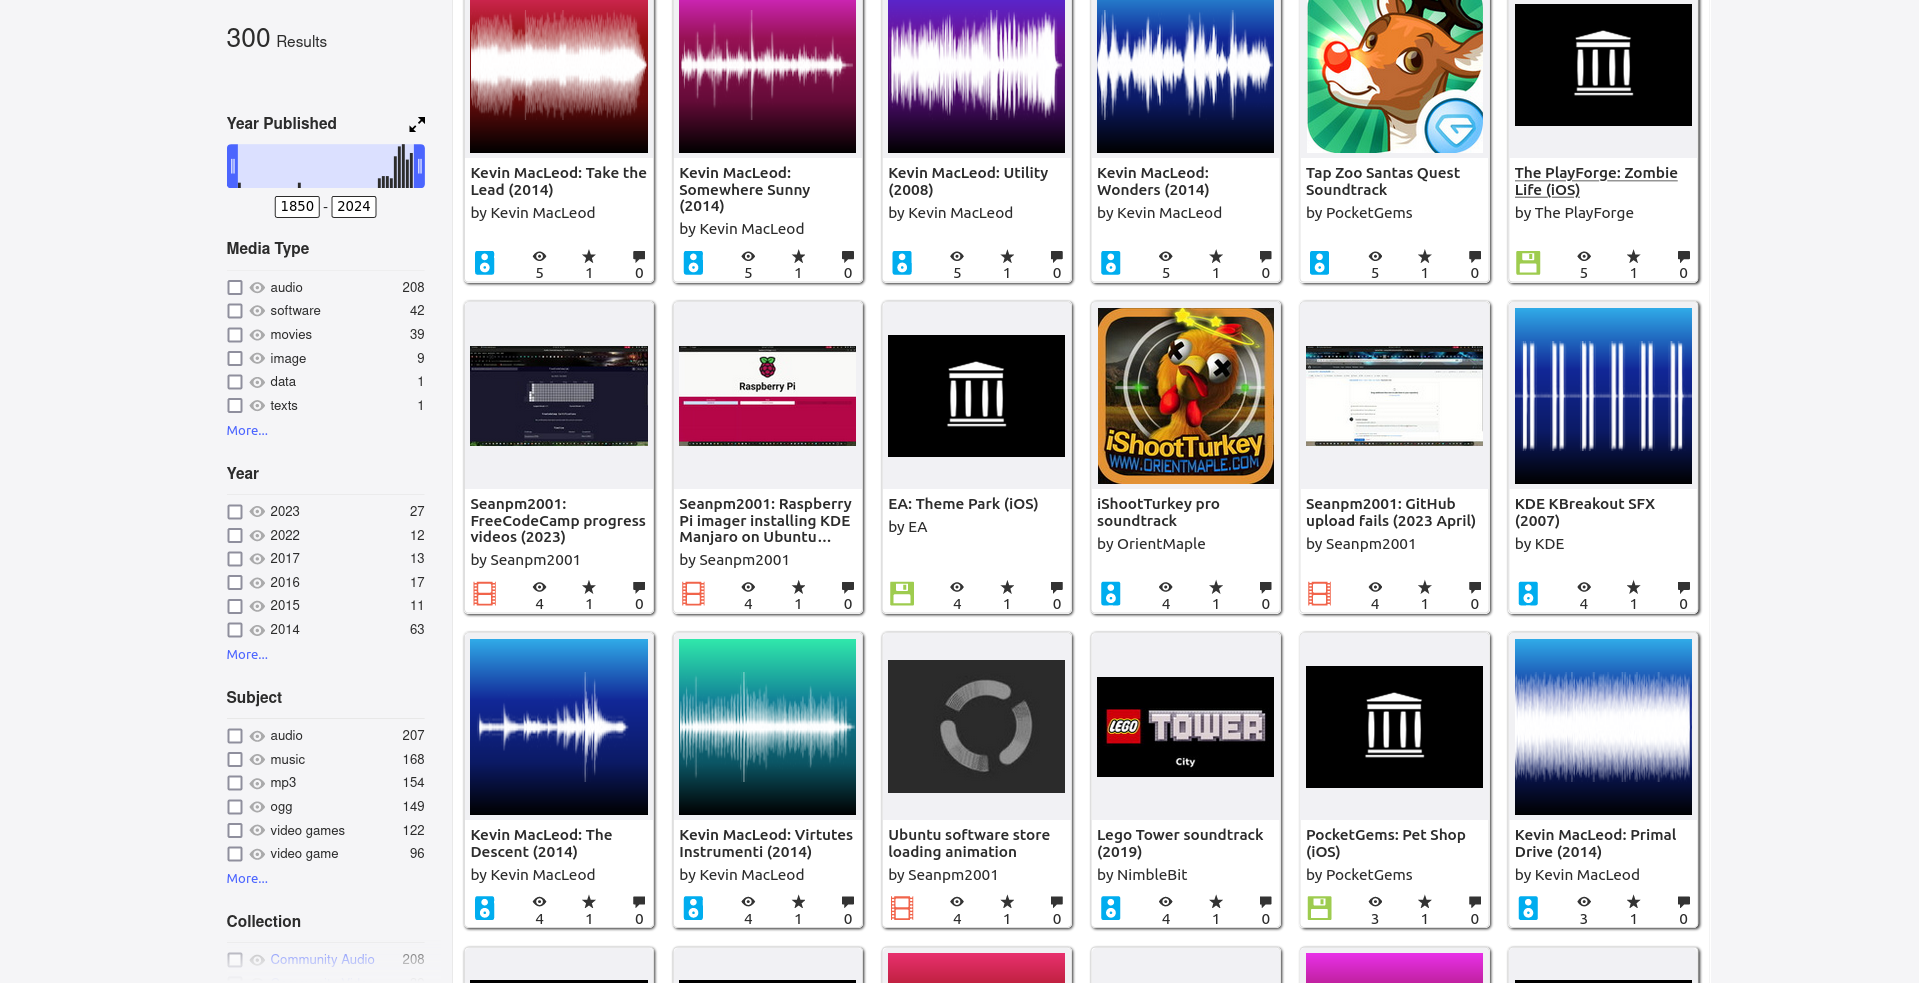 300 Results
Year Published
1850 - 2024
Media Type
audio 208
software 42
movies 39
image 9
data 1
texts 1
More...
Year
2023 27
2022 12
2017 13
2016 17
2015 11
2014 63
More...
Subject
audio 207
music 168
mp3 154
ogg 149
video games 122
video game 96
More...
Collection
Community Audio 208
Kevin MacLeod: Take the
Lead (2014)
by Kevin MacLeod
5 1 0
Kevin MacLeod:
Somewhere Sunny
(2014)
by Kevin MacLeod
5 1 0
Kevin MacLeod: Utility
(2008)
by Kevin MacLeod
5 1 0
Kevin MacLeod:
Wonders (2014)
by Kevin MacLeod
5 1 0
Tap Zoo Santas Quest
Soundtrack
by PocketGems
5 1 0
The PlayForge: Zombie
Life (iOS)
by The PlayForge
5 1 0
Seanpm2001:
FreeCodeCamp progress
videos (2023)
by Seanpm2001
4 1 0
Raspberry Pi
Seanpm2001: Raspberry
Pi imager installing KDE
Manjaro on Ubuntu...
by Seanpm2001
4 1 0
EA: Theme Park (iOS)
by EA
4 1 0
iShootTurkey
WWW.ORIENTMAPLE.COM
iShootTurkey pro
soundtrack
by OrientMaple
4 1 0
Seanpm2001: GitHub
upload fails (2023 April)
by Seanpm2001
4 1 0
KDE KBreakout SFX
(2007)
by KDE
4 1 0
Kevin MacLeod: The
Descent (2014)
by Kevin MacLeod
4 1 0
Kevin MacLeod: Virtutes
Instrumenti (2014)
by Kevin MacLeod
4 1 0
Ubuntu software store
loading animation
by Seanpm2001
4 1 0
LEGO TOWER
City
Lego Tower soundtrack
(2019)
by NimbleBit
4 1 0
PocketGems: Pet Shop
(iOS)
by PocketGems
3 1 0
Kevin MacLeod: Primal
Drive (2014)
by Kevin MacLeod
3 1 0